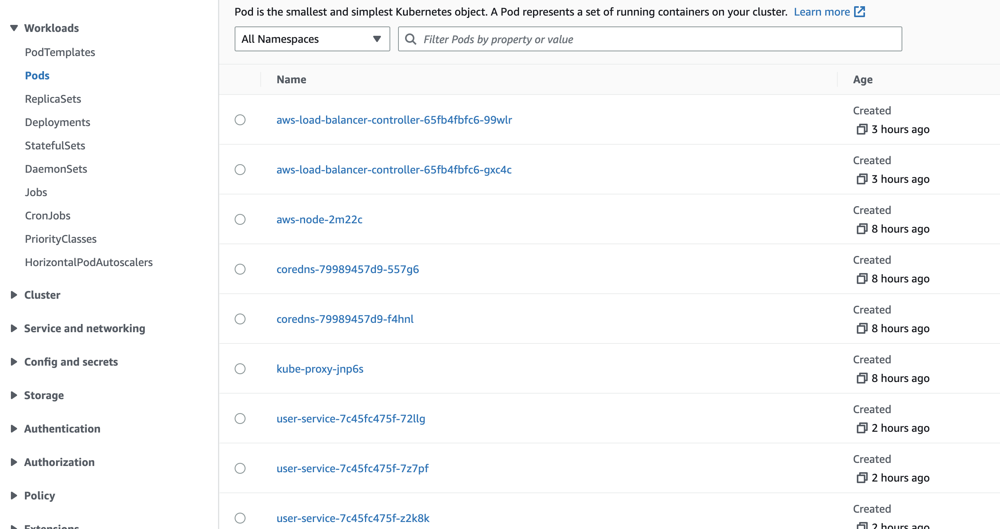 Workloads
PodTemplates
Pods
ReplicaSets
Deployments
StatefulSets
DaemonSets
Jobs
CronJobs
PriorityClasses
HorizontalPodAutoscalers
Cluster
Service and networking
Config and secrets
Storage
Authentication
Authorization
Policy
Extensions
Pod is the smallest and simplest Kubernetes object. A Pod represents a set of running containers on your cluster. Learn more
All Namespaces
Filter Pods by property or value
Name Age
aws-load-balancer-controller-65fb4fbfc6-99wlr
Created
3 hours ago
aws-load-balancer-controller-65fb4fbfc6-gxc4c
Created
3 hours ago
aws-node-2m22c
Created
8 hours ago
coredns-79989457d9-557g6
Created
8 hours ago
coredns-79989457d9-f4hnl
Created
8 hours ago
kube-proxy-jnp6s
Created
8 hours ago
user-service-7c45fc475f-72llg
Created
2 hours ago
user-service-7c45fc475f-7z7pf
Created
2 hours ago
user-service-7c45fc475f-z2k8k
Created
2 hours ago